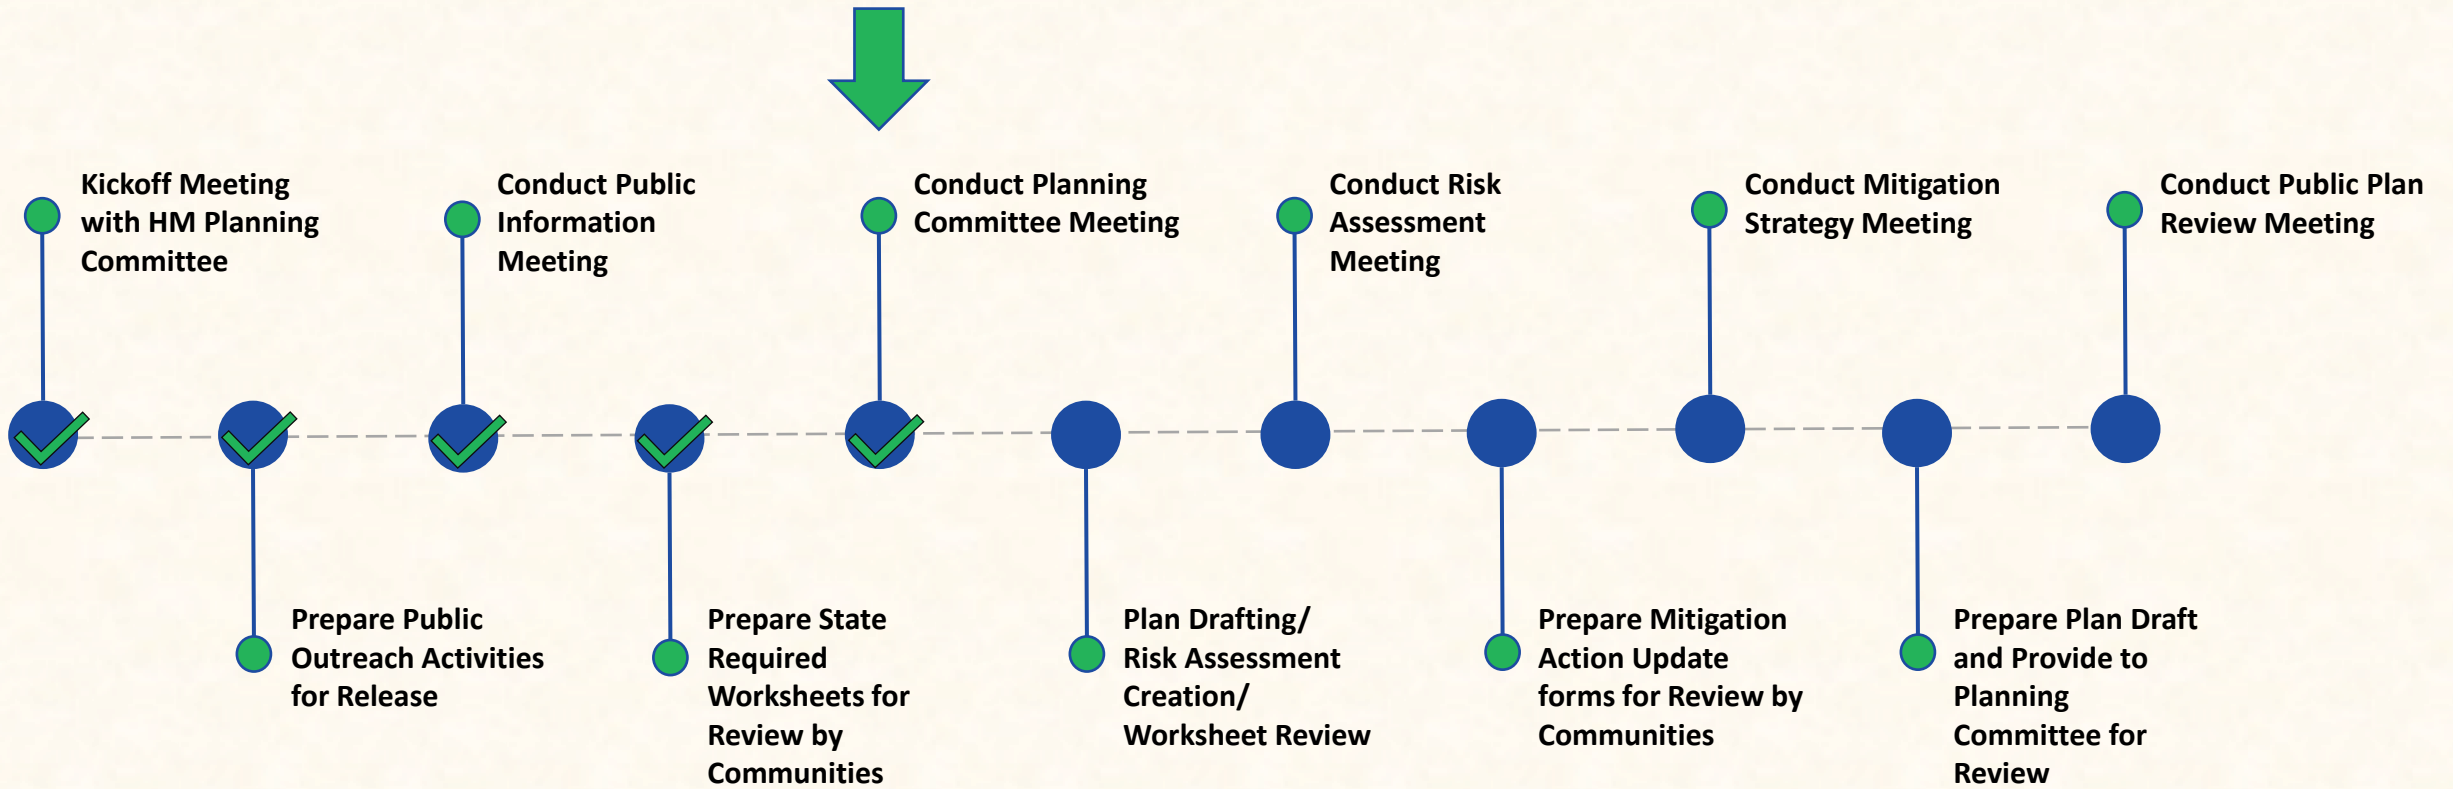 Kickoff Meeting
with HM Planning
Committee
Conduct Public
Information
Meeting
Conduct Planning
Committee Meeting
Conduct Risk
Assessment
Meeting
Conduct Mitigation
Strategy Meeting
Conduct Public Plan
Review Meeting
Prepare Public
Outreach Activities
for Release
Prepare State
Required
Worksheets for
Review by
Communities
Plan Drafting/
Risk Assessment
Creation/
Worksheet Review
Prepare Mitigation
Action Update
forms for Review by
Communities
Prepare Plan Draft
and Provide to
Planning
Committee for
Review